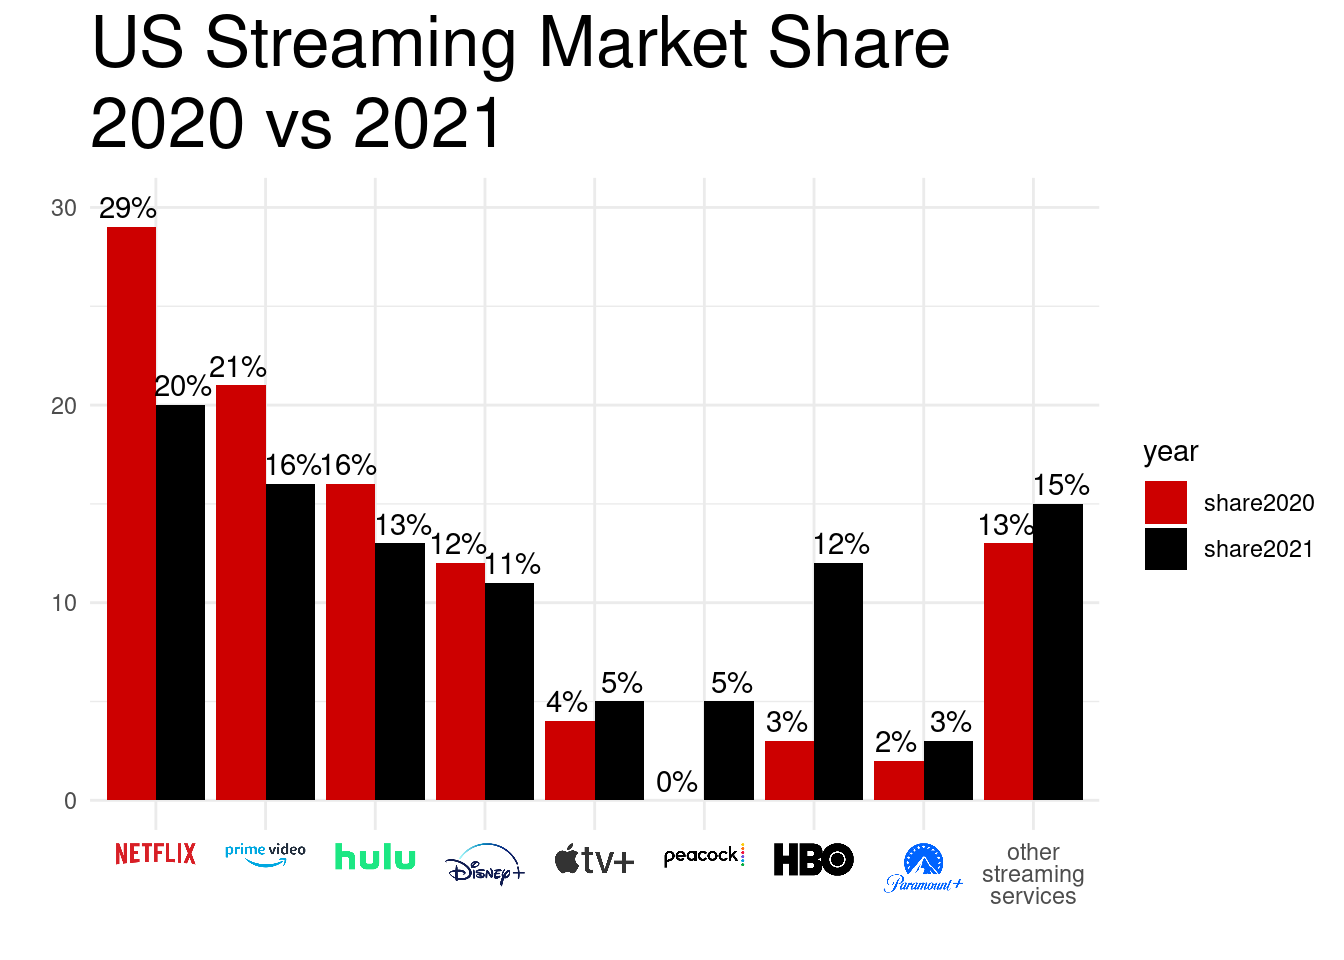 US Streaming Market Share
2020 vs 2021
30
20
10
0
29%
20%
21%
16%
16%
13%
12%
11%
4%
5%
0%
5%
3%
12%
2%
3%
13%
15%
year
share2020
share2021
NETFLIX
prime video
hulu
Disney+
tv+
peacock
HBO
Paramount+
other
streaming
services